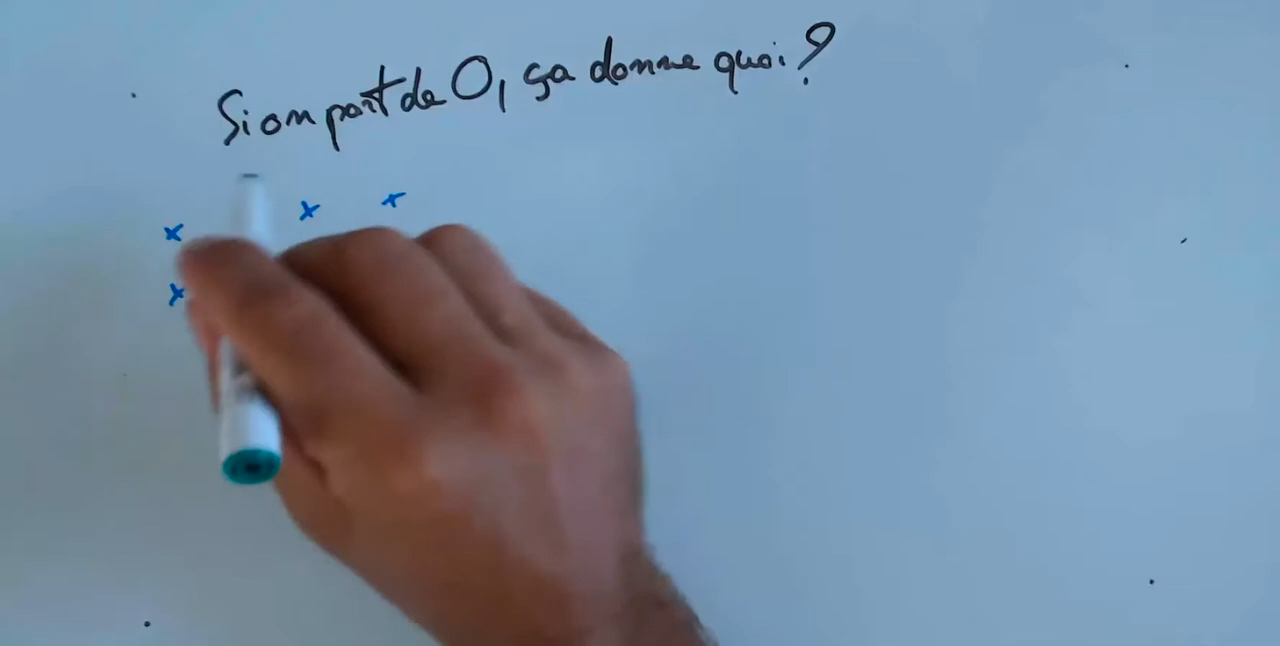 Si on part de 0, ça donne quoi ?
x x x
x